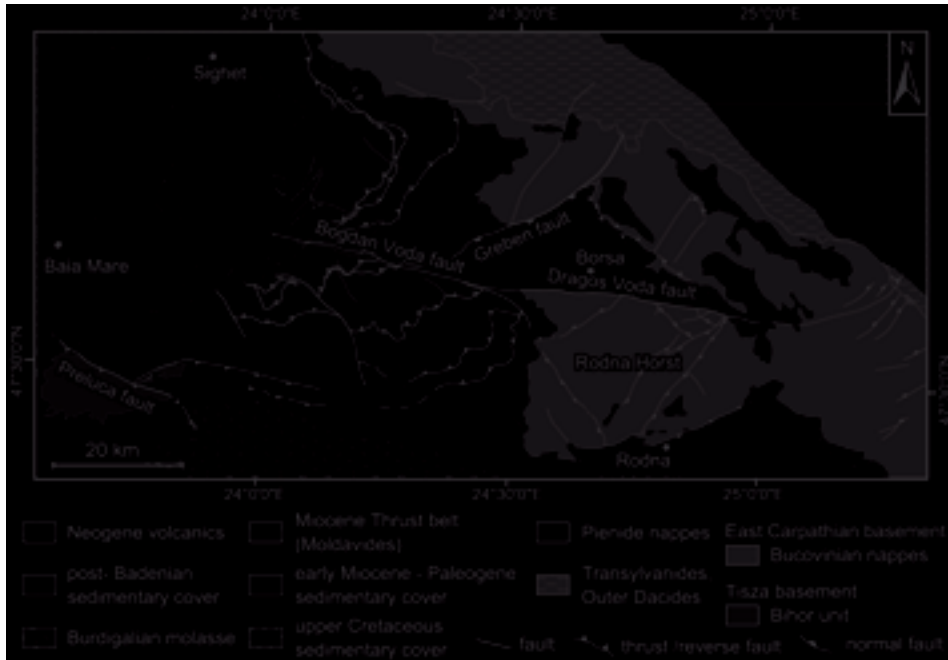 24°0'0"E 24°30'0"E 25°0'0"E
N
Sighet
Bogdan Voda fault
Greben fault
Borsa
Baia Mare
Dragos Voda fault
47°30'0"N
Preluca fault
Rodna Horst
20 km
Rodna
24°0'0"E 24°30'0"E 25°0'0"E
Neogene volcanics
Miocene Thrust belt
(Moldavides)
Pienide nappes
East Carpathian basement
Bucovinian nappes
post- Badenian
sedimentary cover
early Miocene - Paleogene
sedimentary cover
Transylvanides,
Outer Dacides
Tisza basement
Bihor unit
Burdigalian molasse
upper Cretaceous
sedimentary cover
fault
thrust /reverse fault
normal fault